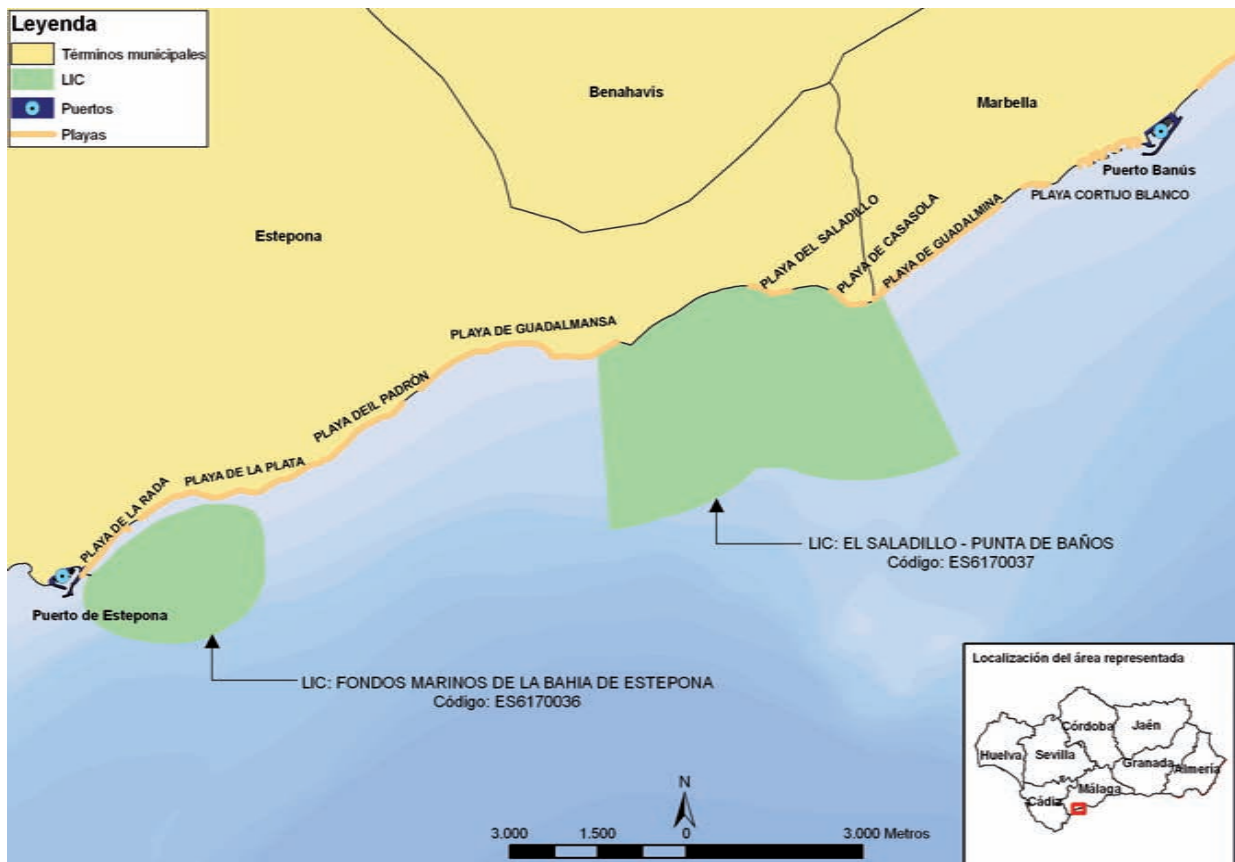 Leyenda
Términos municipales
LIC
Puertos
Playas
Benahavis
Marbella
Puerto Banús
PLAYA CORTIJO BLANCO
Estepona
PLAYA DEL SALADILLO
PLAYA DE CASASOLA
PLAYA DE GUADALMINA
PLAYA DE GUADALMANSA
PLAYA DEIL PADRÓN
PLAYA DE LA PLATA
PLAYA DE LA RADA
Puerto de Estepona
LIC: EL SALADILLO - PUNTA DE BAÑOS
Código: ES6170037
LIC: FONDOS MARINOS DE LA BAHIA DE ESTEPONA
Código: ES6170036
Localización del área representada
Córdoba
Jaén
Huelva
Sevilla
Granada
Almería
Málaga
Cádiz
N
3.000 1.500 0 3.000 Metros